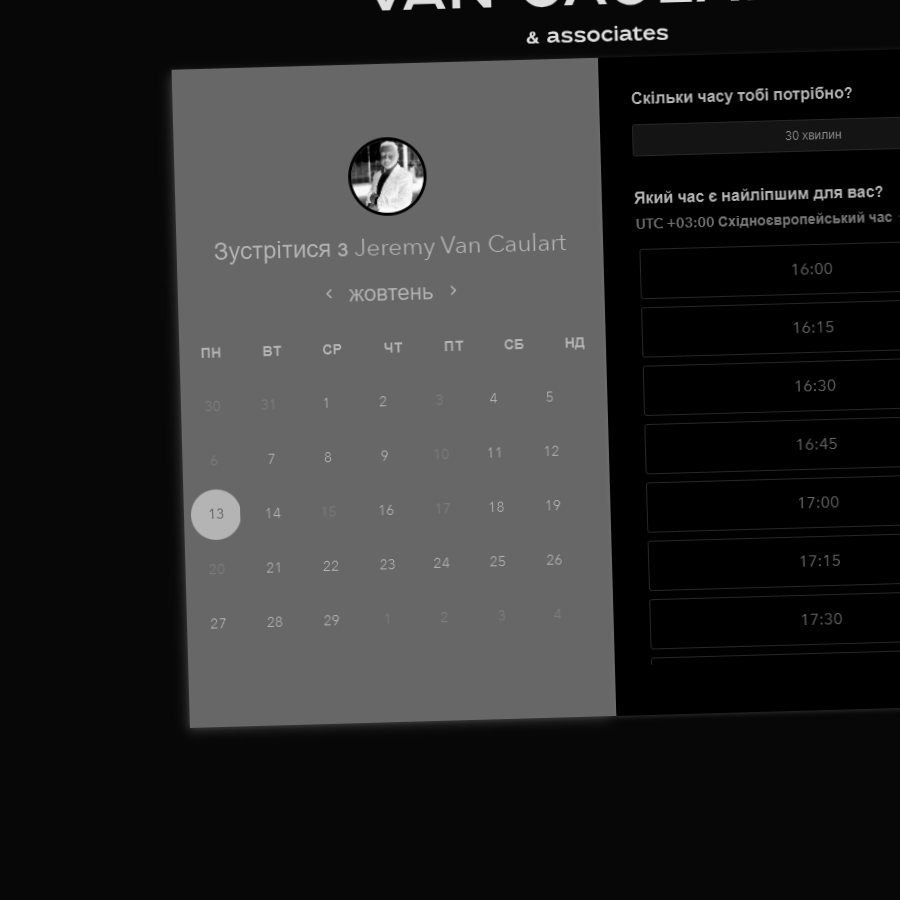 & associates
Зустрітися з Jeremy Van Caulart
‹ жовтень ›
ПН ВТ СР ЧТ ПТ СБ НД
30 31 1 2 3 4 5
6 7 8 9 10 11 12
13 14 15 16 17 18 19
20 21 22 23 24 25 26
27 28 29 1 2 3 4
Скільки часу тобі потрібно?
30 хвилин
Який час є найліпшим для вас?
UTC +03:00 Східноєвропейський час
16:00
16:15
16:30
16:45
17:00
17:15
17:30